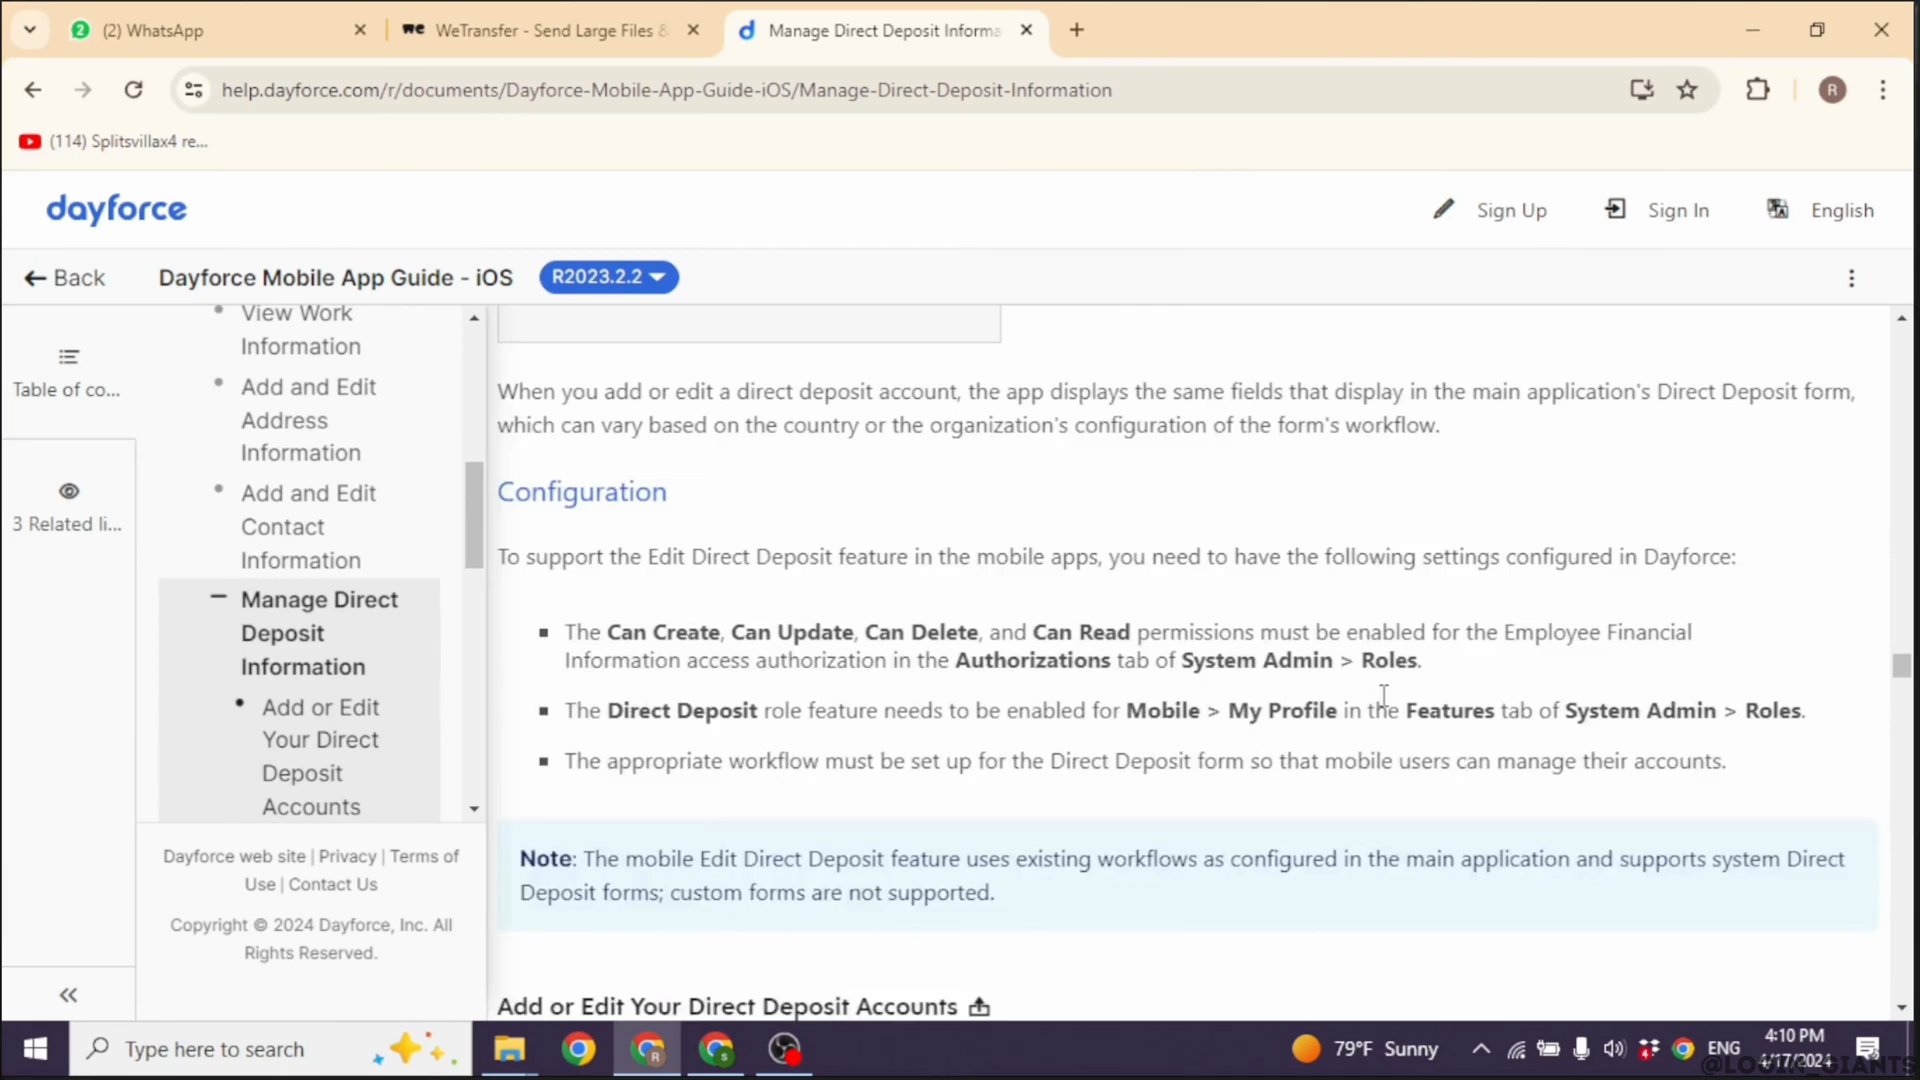 2
(2) WhatsApp
we
WeTransfer - Send Large Files &
Manage Direct Deposit Informa
help.dayforce.com/r/documents/Dayforce-Mobile-App-Guide-iOS/Manage-Direct-Deposit-Information
R
(114) Splitsvillax4 re...
dayforce
Sign Up
Sign In
English
Back
Dayforce Mobile App Guide - iOS
R2023.2.2
Table of co...
3 Related li...
View Work
Information
Add and Edit
Address
Information
Add and Edit
Contact
Information
Manage Direct
Deposit
Information
Add or Edit
Your Direct
Deposit
Accounts
Dayforce web site | Privacy | Terms of
Use | Contact Us
Copyright © 2024 Dayforce, Inc. All
Rights Reserved.
When you add or edit a direct deposit account, the app displays the same fields that display in the main application's Direct Deposit form,
which can vary based on the country or the organization's configuration of the form's workflow.
Configuration
To support the Edit Direct Deposit feature in the mobile apps, you need to have the following settings configured in Dayforce:
The Can Create, Can Update, Can Delete, and Can Read permissions must be enabled for the Employee Financial
Information access authorization in the Authorizations tab of System Admin > Roles.
The Direct Deposit role feature needs to be enabled for Mobile > My Profile in the Features tab of System Admin > Roles.
The appropriate workflow must be set up for the Direct Deposit form so that mobile users can manage their accounts.
Note: The mobile Edit Direct Deposit feature uses existing workflows as configured in the main application and supports system Direct
Deposit forms; custom forms are not supported.
Add or Edit Your Direct Deposit Accounts
Type here to search
79°F Sunny
ENG
4:10 PM
4/17/2024
@LOGIN_GIANTS